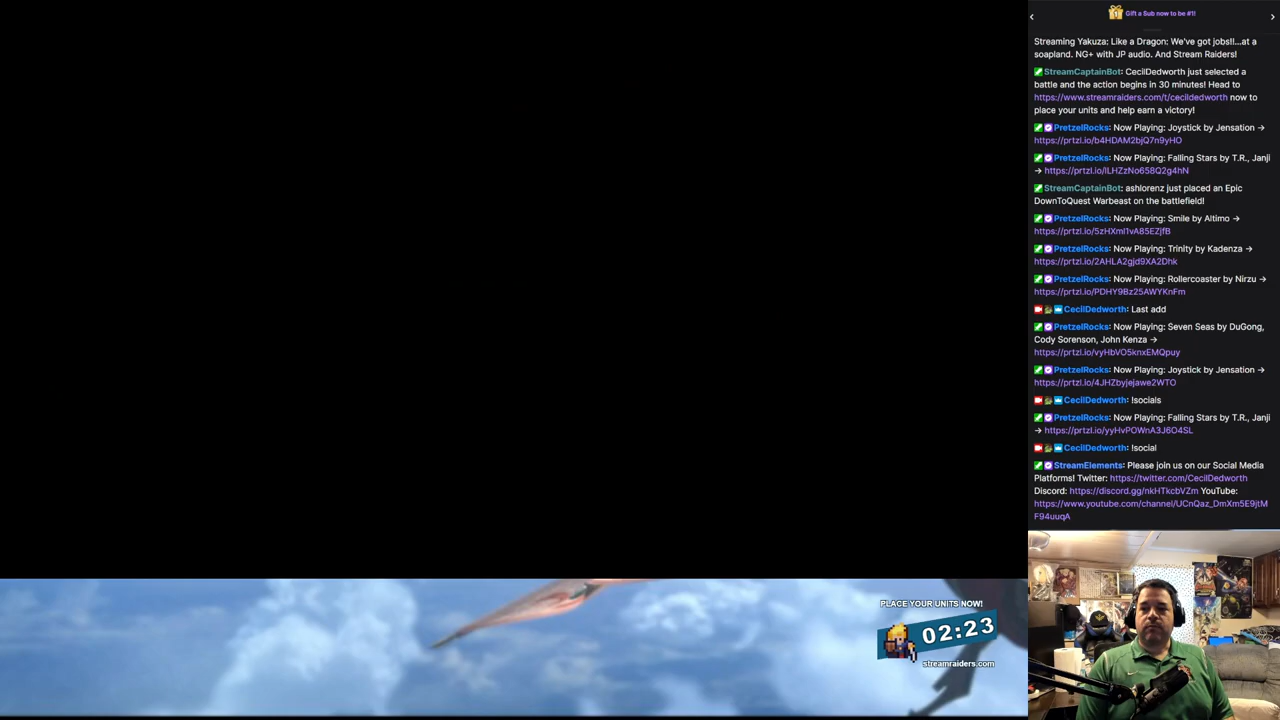 Gift a Sub now to be #1!
Streaming Yakuza: Like a Dragon: We've got jobs!!...at a
soapland. NG+ with JP audio. And Stream Raiders!
StreamCaptainBot: CecilDedworth just selected a
battle and the action begins in 30 minutes! Head to
https://www.streamraiders.com/t/cecildedworth now to
place your units and help earn a victory!
PretzelRocks: Now Playing: Joystick by Jensation ->
https://prtzl.io/b4HDAM2bjQ7n9yHO
PretzelRocks: Now Playing: Falling Stars by T.R., Janji
-> https://prtzl.io/lLHZzNo658Q2g4hN
StreamCaptainBot: ashlorenz just placed an Epic
DownToQuest Warbeast on the battlefield!
PretzelRocks: Now Playing: Smile by Altimo ->
https://prtzl.io/5zHXml1vA85EZjfB
PretzelRocks: Now Playing: Trinity by Kadenza ->
https://prtzl.io/2AHLA2gjd9XA2Dhk
PretzelRocks: Now Playing: Rollercoaster by Nirzu ->
https://prtzl.io/PDHY9Bz25AWYKnFm
CecilDedworth: Last add
PretzelRocks: Now Playing: Seven Seas by DuGong,
Cody Sorenson, John Kenza ->
https://prtzl.io/vyHbVO5knxEMQpuy
PretzelRocks: Now Playing: Joystick by Jensation ->
https://prtzl.io/4JHZbyjejawe2WTO
CecilDedworth: !socials
PretzelRocks: Now Playing: Falling Stars by T.R., Janji
-> https://prtzl.io/yyHvPOWnA3J6O4SL
CecilDedworth: !social
StreamElements: Please join us on our Social Media
Platforms! Twitter: https://twitter.com/CecilDedworth
Discord: https://discord.gg/nkHTkcbVZm YouTube:
https://www.youtube.com/channel/UCnQaz_DmXm5E9jtM
F94uuqA
PLACE YOUR UNITS NOW!
02:23
streamraiders.com